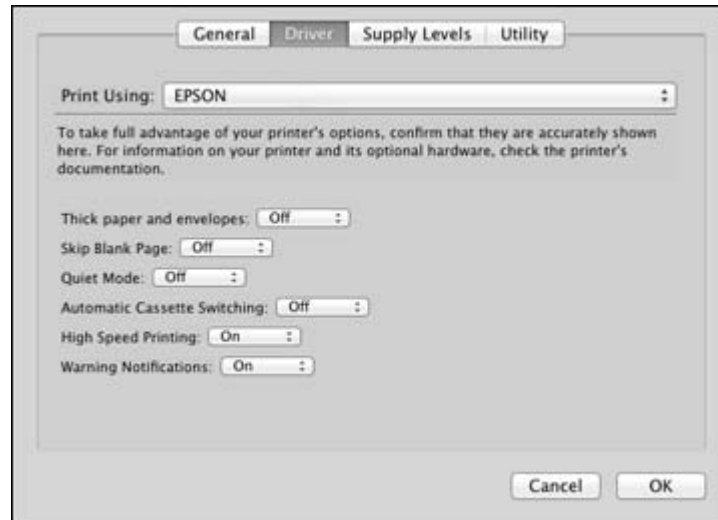 General Driver Supply Levels Utility
Print Using: EPSON
To take full advantage of your printer's options, confirm that they are accurately shown
here. For information on your printer and its optional hardware, check the printer's
documentation.
Thick paper and envelopes: Off
Skip Blank Page: Off
Quiet Mode: Off
Automatic Cassette Switching: Off
High Speed Printing: On
Warning Notifications: On
Cancel OK